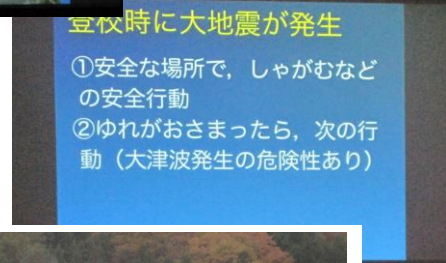 登校時に大地震が発生
①安全な場所で，しゃがむなど
の安全行動
②ゆれがおさまったら，次の行
動（大津波発生の危険性あり）